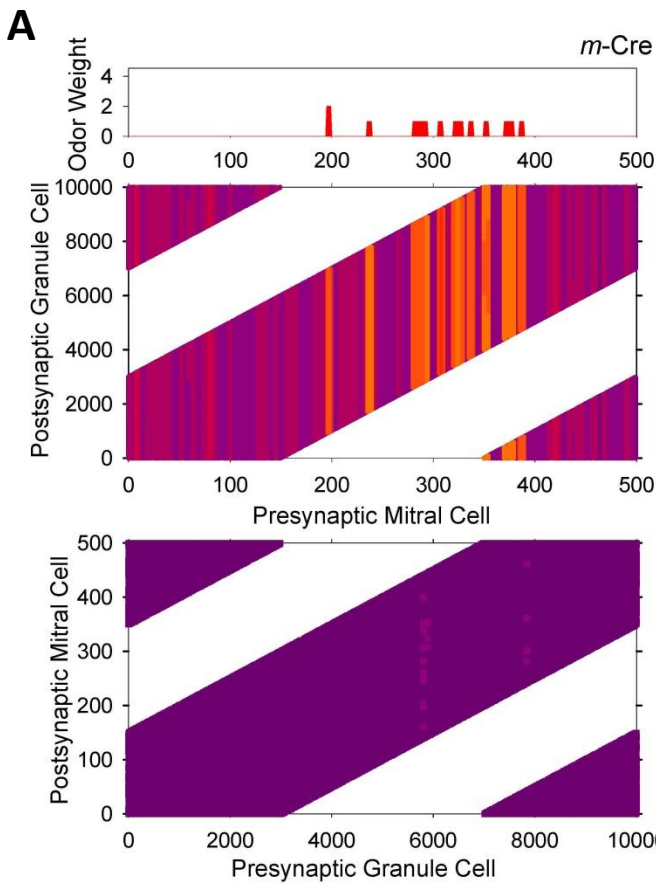 A
m-Cre
Odor Weight
4
2
0
0 100 200 300 400 500
Postsynaptic Granule Cell
10000
8000
6000
4000
2000
0
0 100 200 300 400 500
Presynaptic Mitral Cell
Postsynaptic Mitral Cell
500
400
300
200
100
0
0 2000 4000 6000 8000 1000
Presynaptic Granule Cell